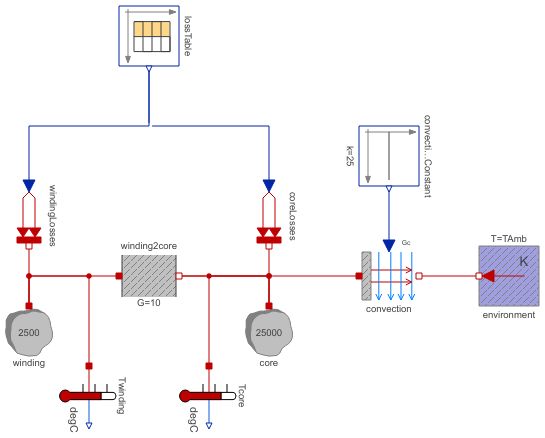 lossTable
convecti...Constant
k=25
windingLosses
coreLosses
winding2core
G=10
Gc
T=TAmb
K
convection
environment
2500
winding
25000
core
Twinding
degC
Tcore
degC